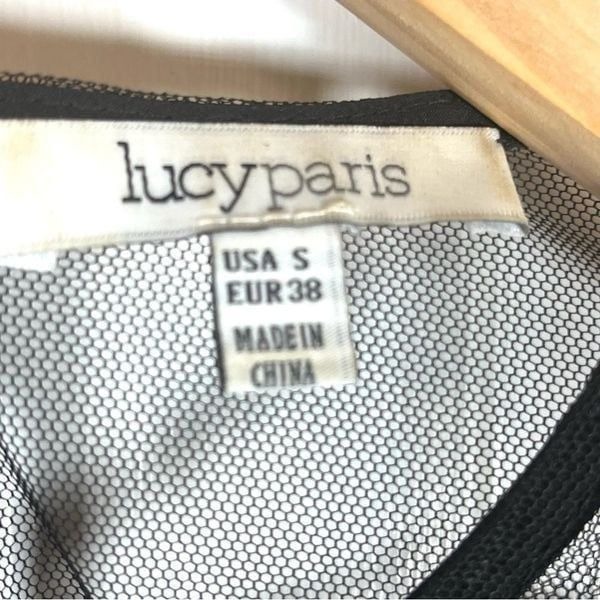 lucyparis
USA S
EUR 38
MADE IN
CHINA